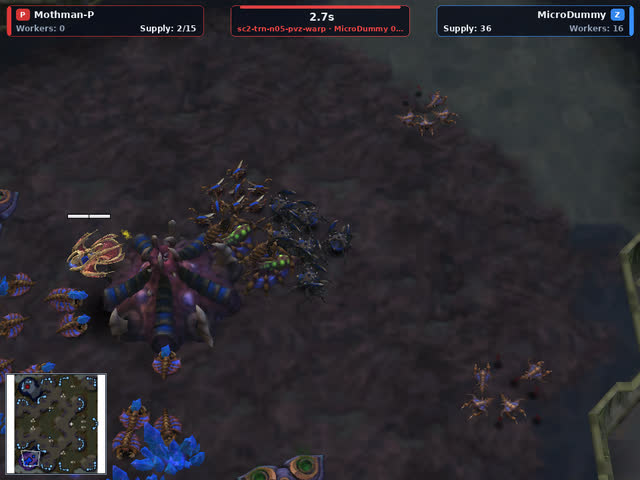 P Mothman-P
Workers: 0 Supply: 2/15
2.7s
sc2-trn-n05-pvz-warp · MicroDummy 0...
MicroDummy Z
Supply: 36 Workers: 16